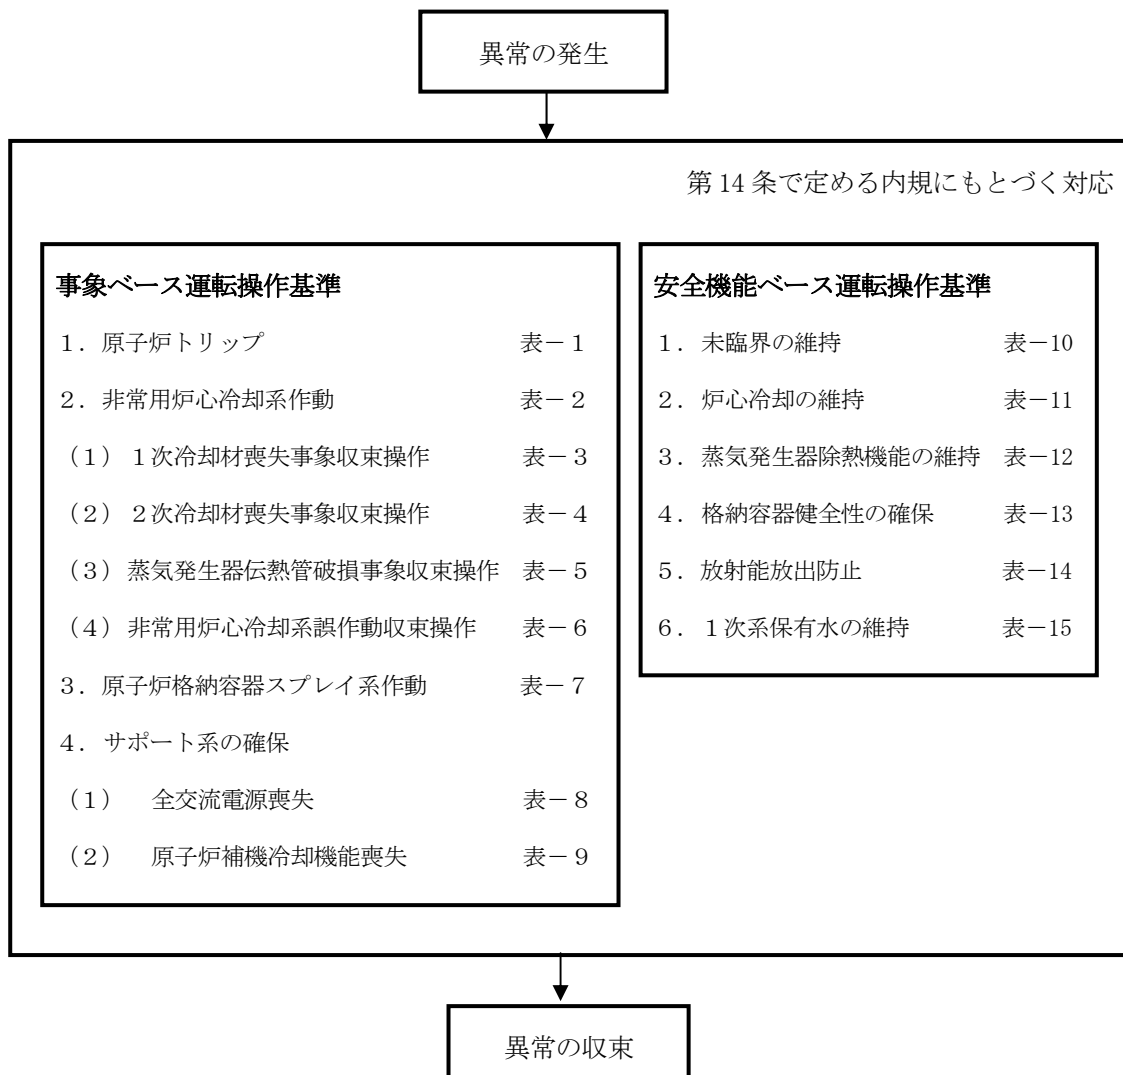 異常の発生
第14条で定める内規にもとづく対応
事象ベース運転操作基準
１．原子炉トリップ 表－１
２．非常用炉心冷却系作動 表－２
（１）１次冷却材喪失事象収束操作 表－３
（２）２次冷却材喪失事象収束操作 表－４
（３）蒸気発生器伝熱管破損事象収束操作 表－５
（４）非常用炉心冷却系誤作動収束操作 表－６
３．原子炉格納容器スプレイ系作動 表－７
４．サポート系の確保
（１） 全交流電源喪失 表－８
（２） 原子炉補機冷却機能喪失 表－９
安全機能ベース運転操作基準
１．未臨界の維持 表－10
２．炉心冷却の維持 表－11
３．蒸気発生器除熱機能の維持 表－12
４．格納容器健全性の確保 表－13
５．放射能放出防止 表－14
６．１次系保有水の維持 表－15
異常の収束